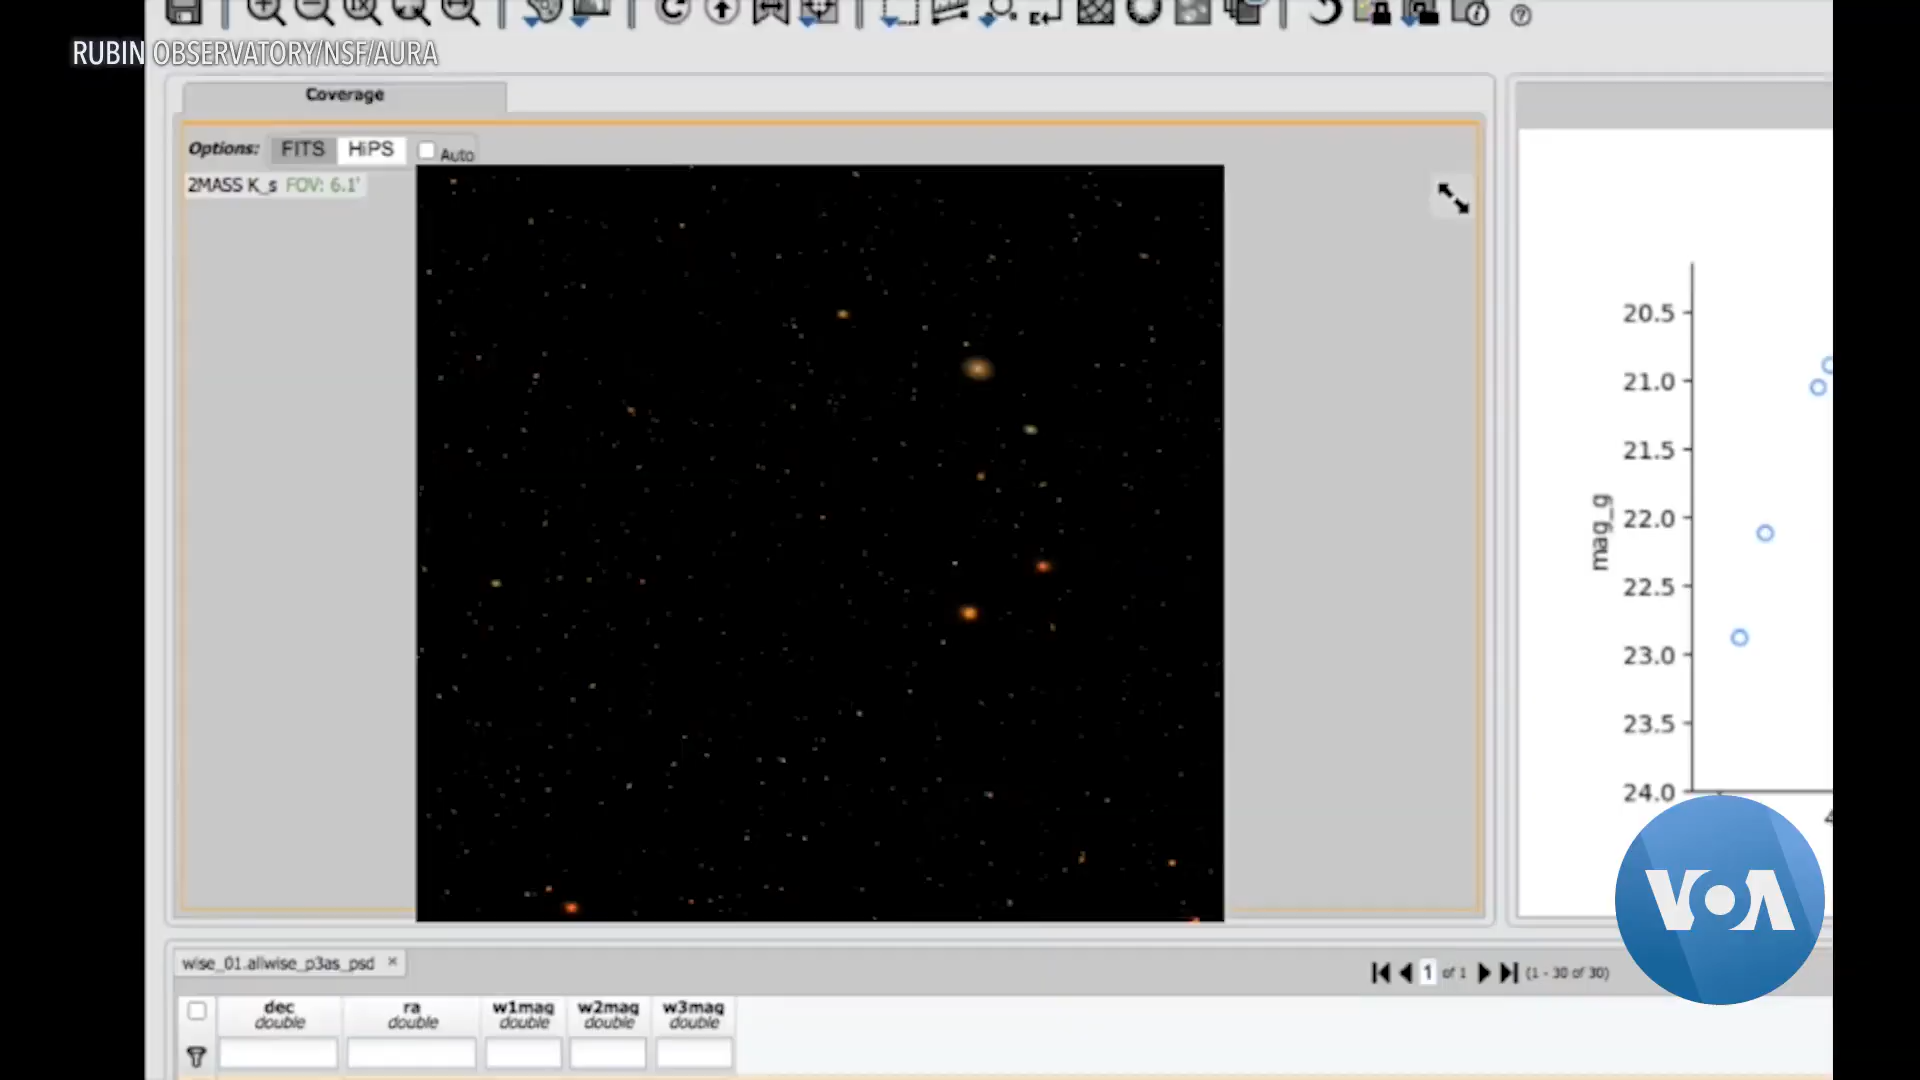 RUBIN OBSERVATORY/NSF/AURA
Coverage
Options: FITS HiPS Auto
2MASS K_s FOV: 6.1'
20.5
21.0
21.5
22.0
22.5
23.0
23.5
24.0
mag_g
4
VOA
wise_01.allwise_p3as_psd ×
1 of 1 (1 - 30 of 30)
dec ra w1mag w2mag w3mag
double double double double double